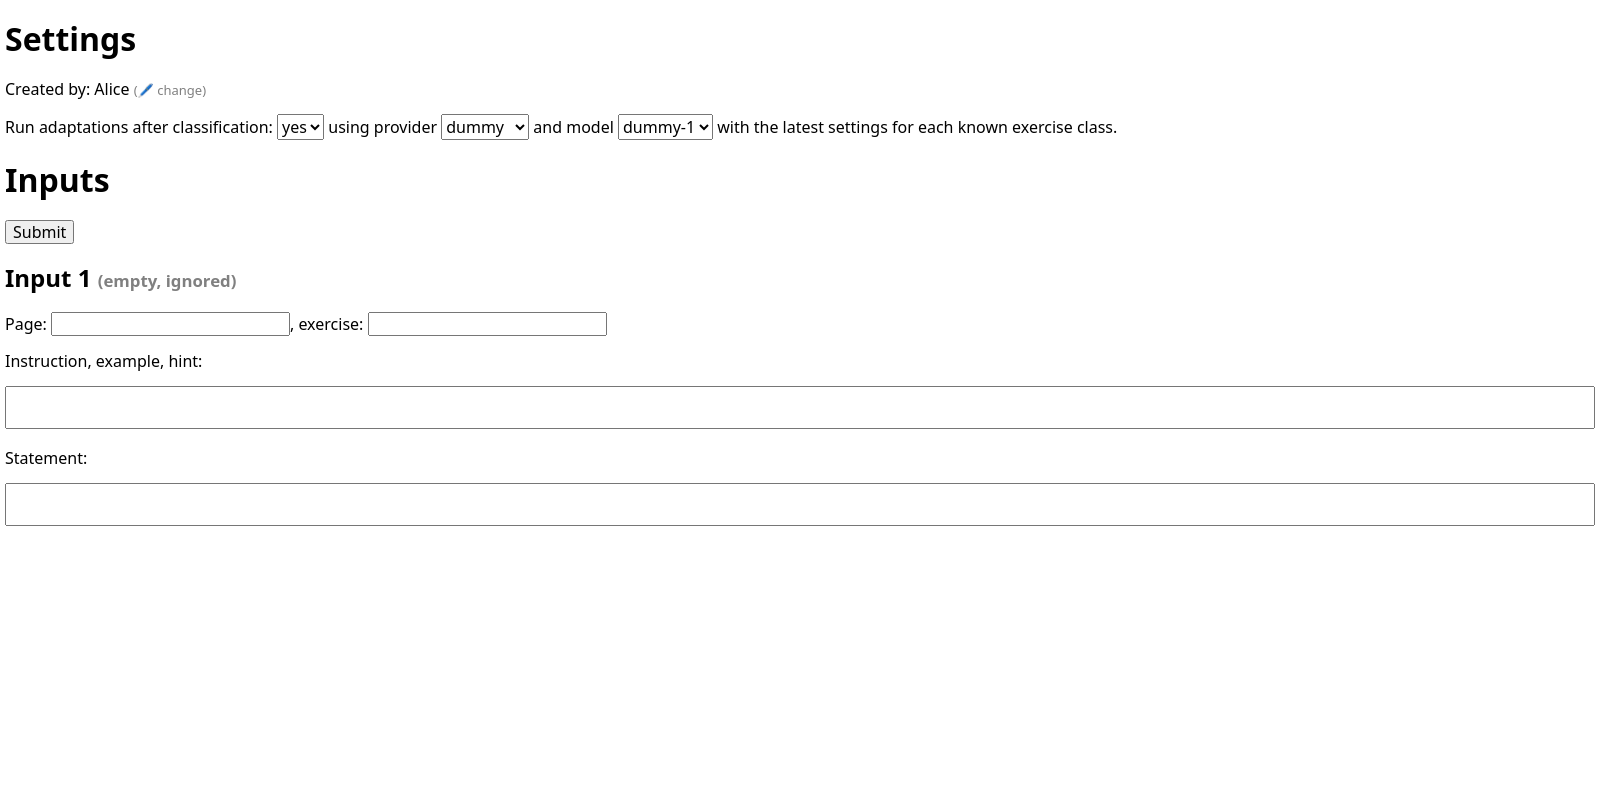 Settings
Created by: Alice (🖊️ change)
Run adaptations after classification: yes using provider dummy and model dummy-1 with the latest settings for each known exercise class.
Inputs
Submit
Input 1 (empty, ignored)
Page: , exercise:
Instruction, example, hint:
Statement: